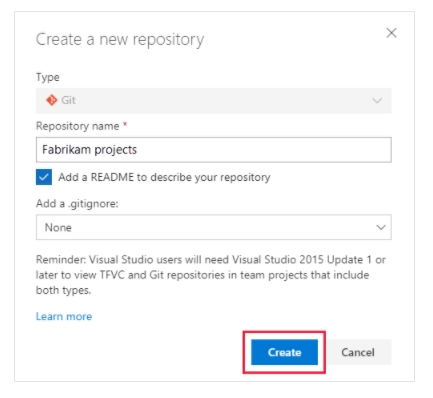 Create a new repository
Type
Git
Repository name *
Fabrikam projects
Add a README to describe your repository
Add a .gitignore:
None
Reminder: Visual Studio users will need Visual Studio 2015 Update 1 or
later to view TFVC and Git repositories in team projects that include
both types.
Learn more
Create Cancel